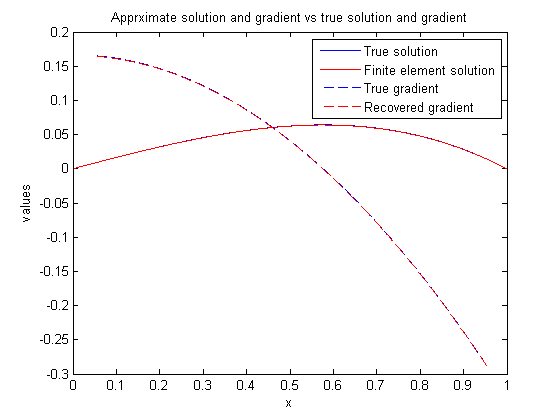 Apprximate solution and gradient vs true solution and gradient
True solution
Finite element solution
True gradient
Recovered gradient
0.2
0.15
0.1
0.05
0
-0.05
-0.1
-0.15
-0.2
-0.25
-0.3
values
0 0.1 0.2 0.3 0.4 0.5 0.6 0.7 0.8 0.9 1
x